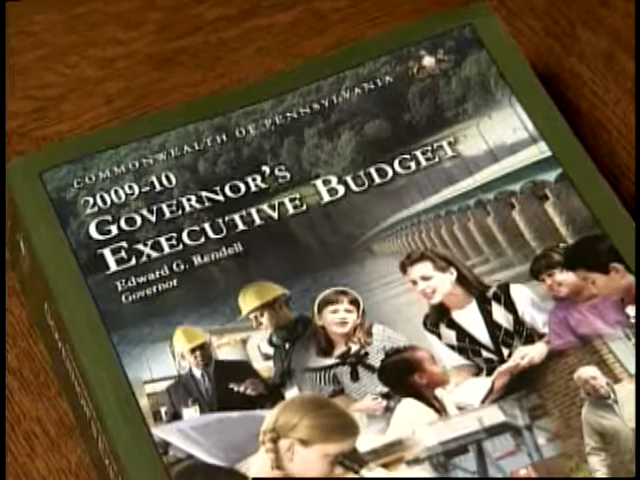 COMMONWEALTH OF PENNSYLVANIA
2009-10
GOVERNOR'S
EXECUTIVE BUDGET
Edward G. Rendell
Governor